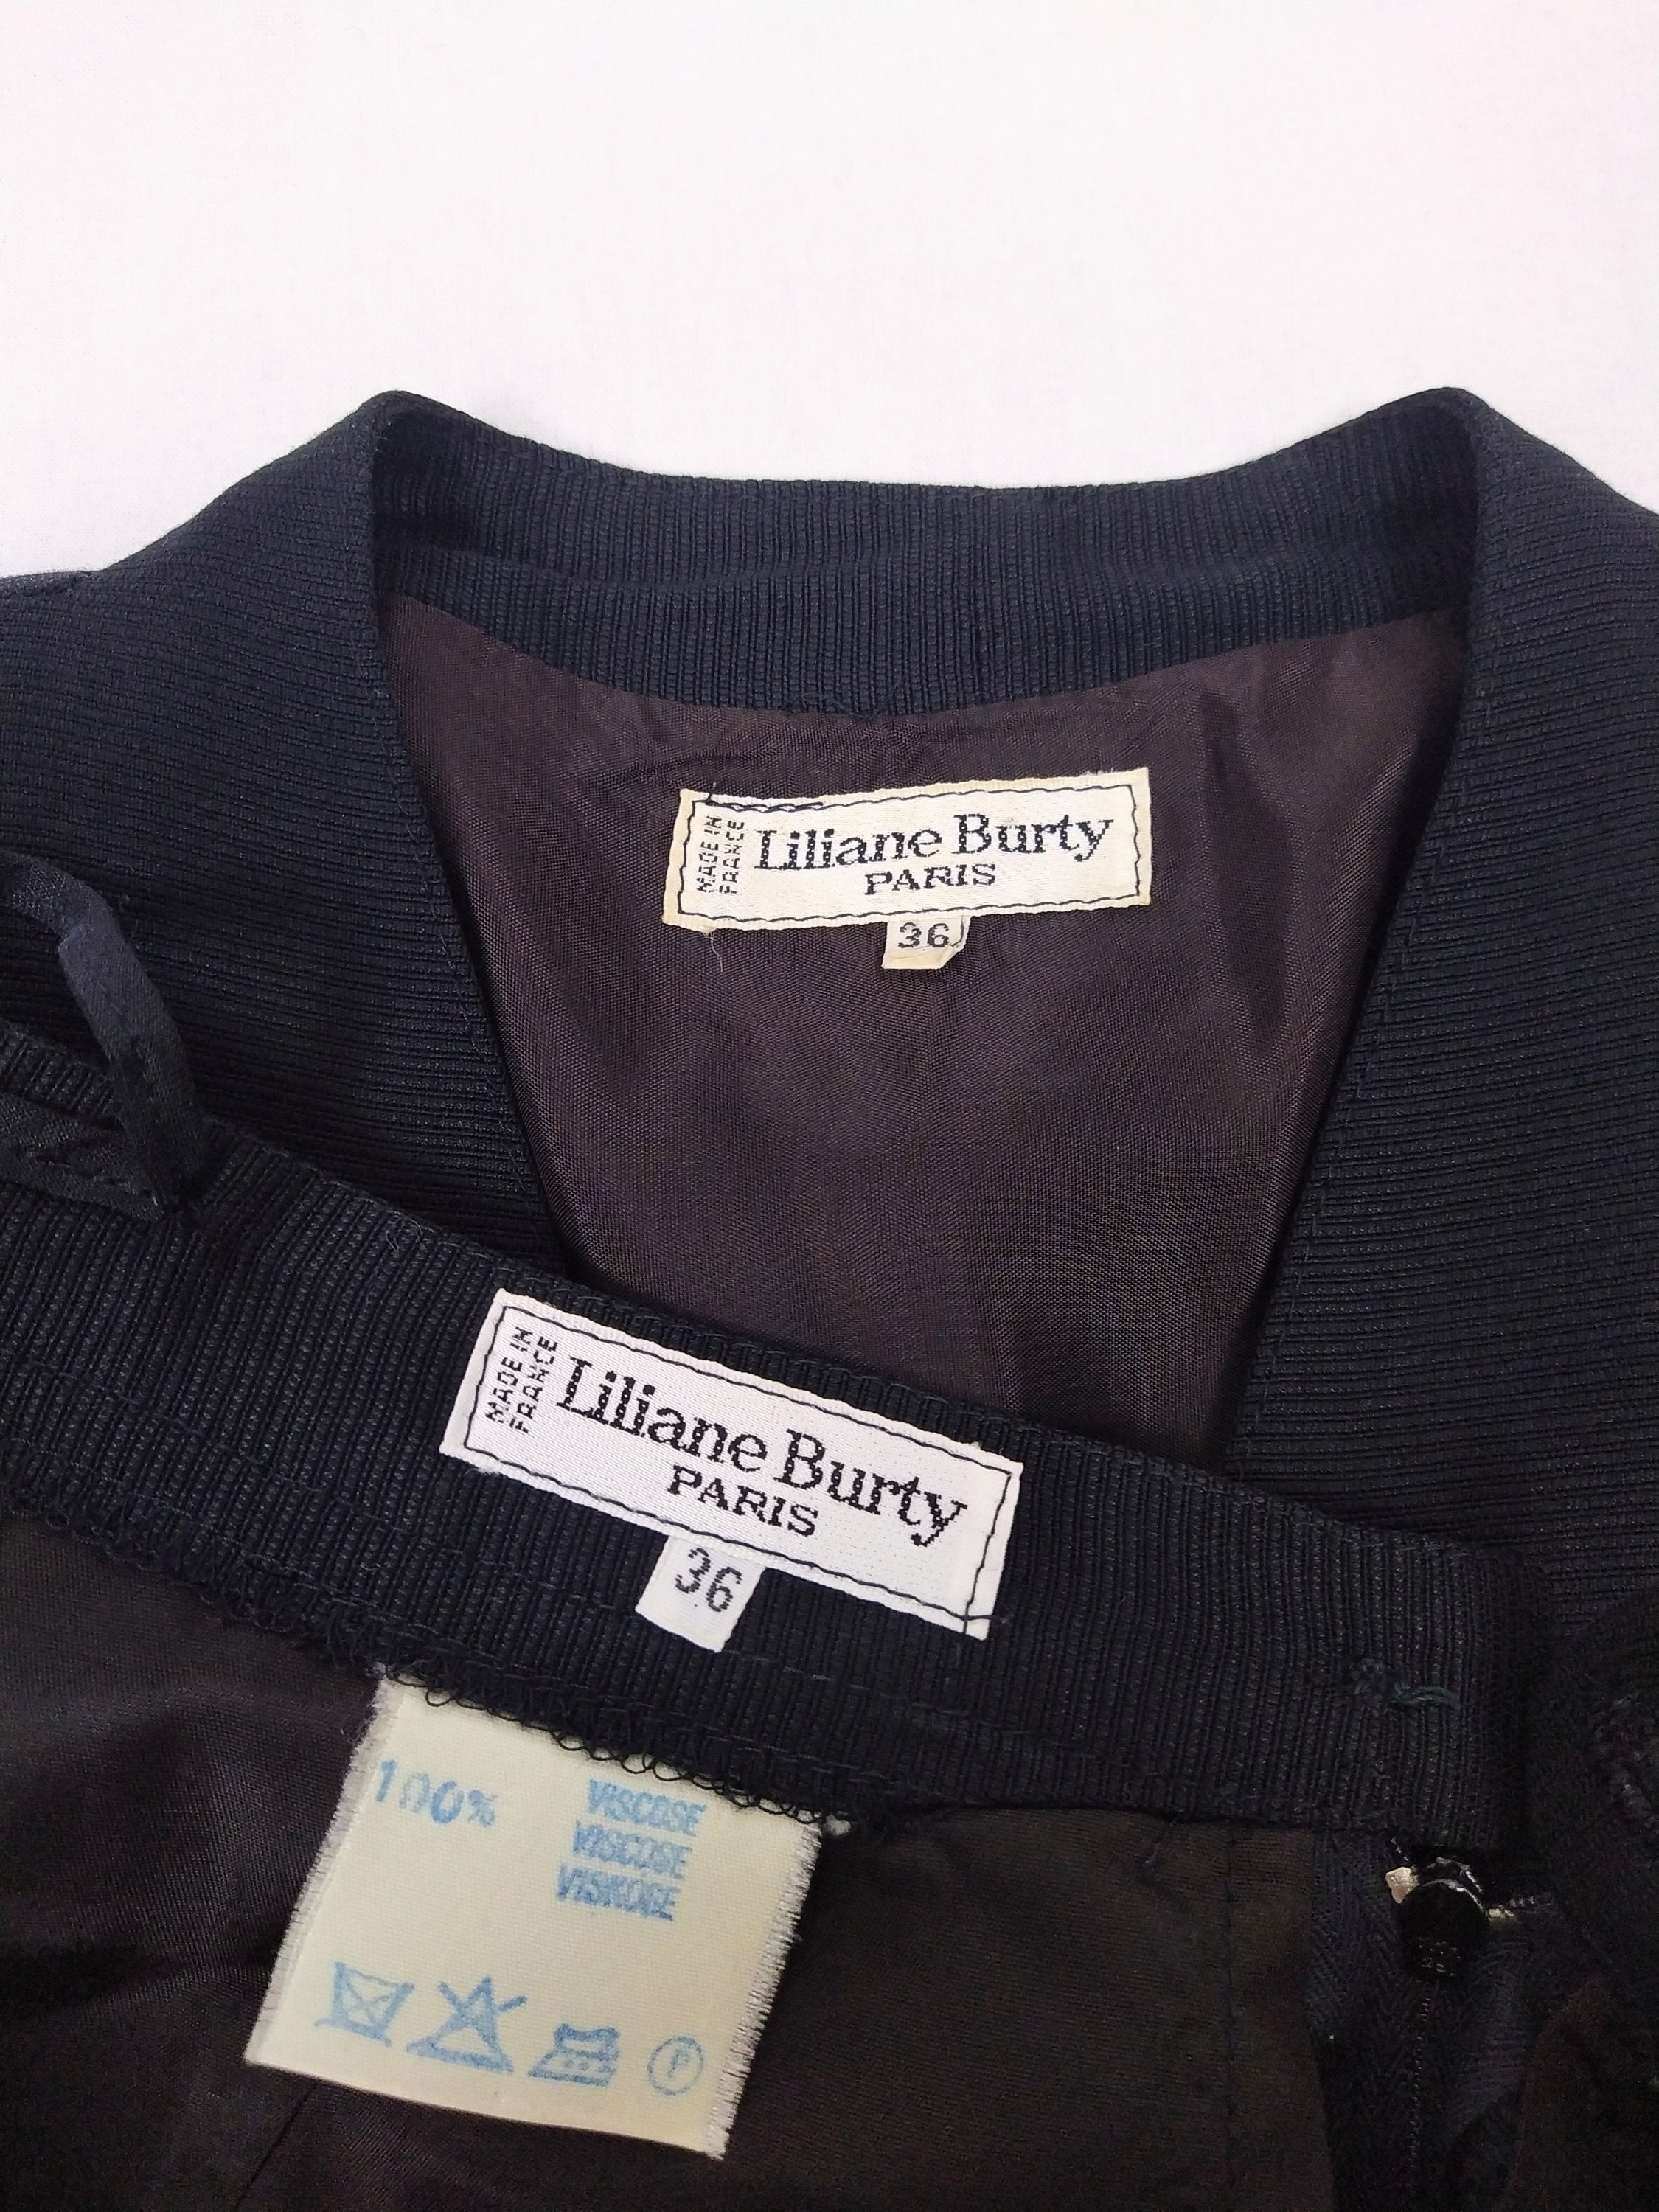 MADE IN
FRANCE
Liliane Burty
PARIS
36
MADE IN
FRANCE
Liliane Burty
PARIS
36
100% VISCOSE
VISCOSE
VISKOSE
P